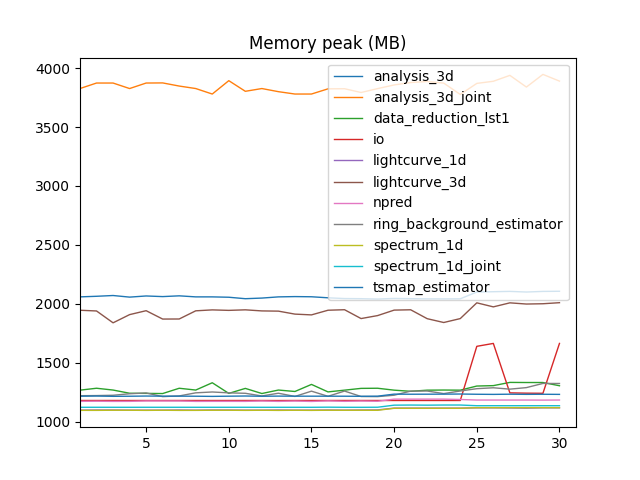 Memory peak (MB)
4000
3500
3000
2500
2000
1500
1000
analysis_3d
analysis_3d_joint
data_reduction_lst1
io
lightcurve_1d
lightcurve_3d
npred
ring_background_estimator
spectrum_1d
spectrum_1d_joint
tsmap_estimator
5 10 15 20 25 30